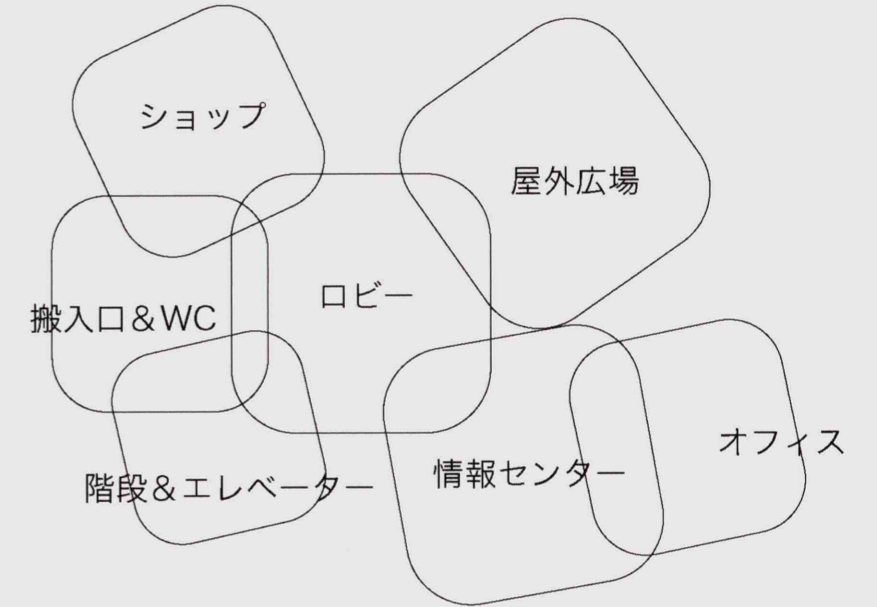 ショップ
屋外広場
ロビー
搬入口＆WC
オフィス
情報センター
階段＆エレベーター